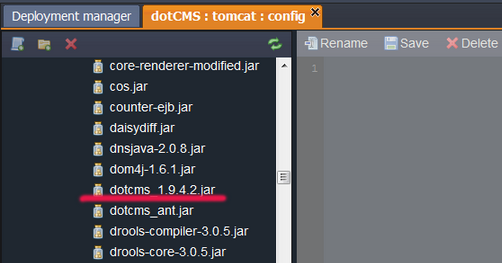 Deployment manager
dotCMS : tomcat : config
Rename
Save
Delete
core-renderer-modified.jar
cos.jar
counter-ejb.jar
daisydiff.jar
dnsjava-2.0.8.jar
dom4j-1.6.1.jar
dotcms_1.9.4.2.jar
dotcms_ant.jar
drools-compiler-3.0.5.jar
drools-core-3.0.5.jar
1